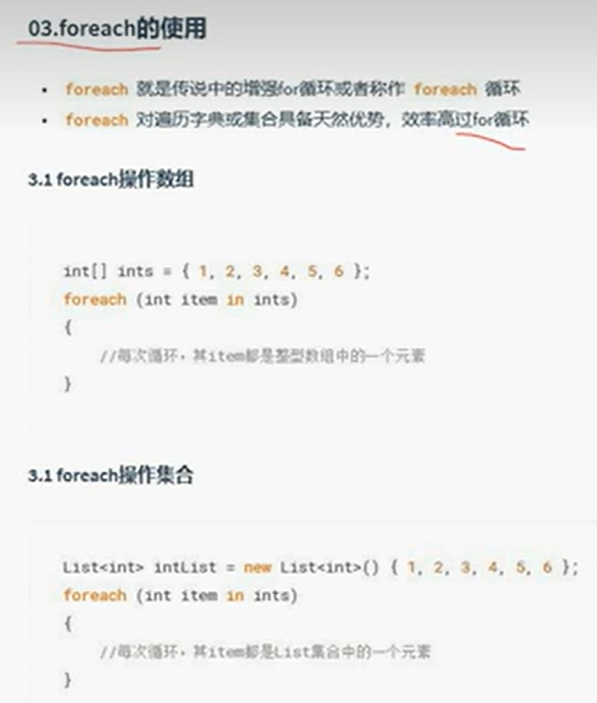 03.foreach的使用
foreach 就是传说中的增强for循环或者称作 foreach 循环
foreach 对遍历字典或集合具备天然优势，效率高过for循环
3.1 foreach操作数组
int[] ints = { 1, 2, 3, 4, 5, 6 };
foreach (int item in ints)
{
//每次循环，其item都是整型数组中的一个元素
}
3.1 foreach操作集合
List<int> intList = new List<int>() { 1, 2, 3, 4, 5, 6 };
foreach (int item in ints)
{
//每次循环，其item都是List集合中的一个元素
}